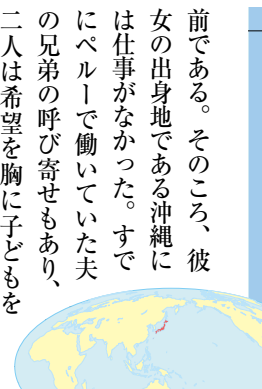 前である。そのころ、彼
女の出身地である沖縄に
は仕事がなかった。すで
にペルーで働いていた夫
の兄弟の呼び寄せもあり、
二人は希望を胸に子どもを